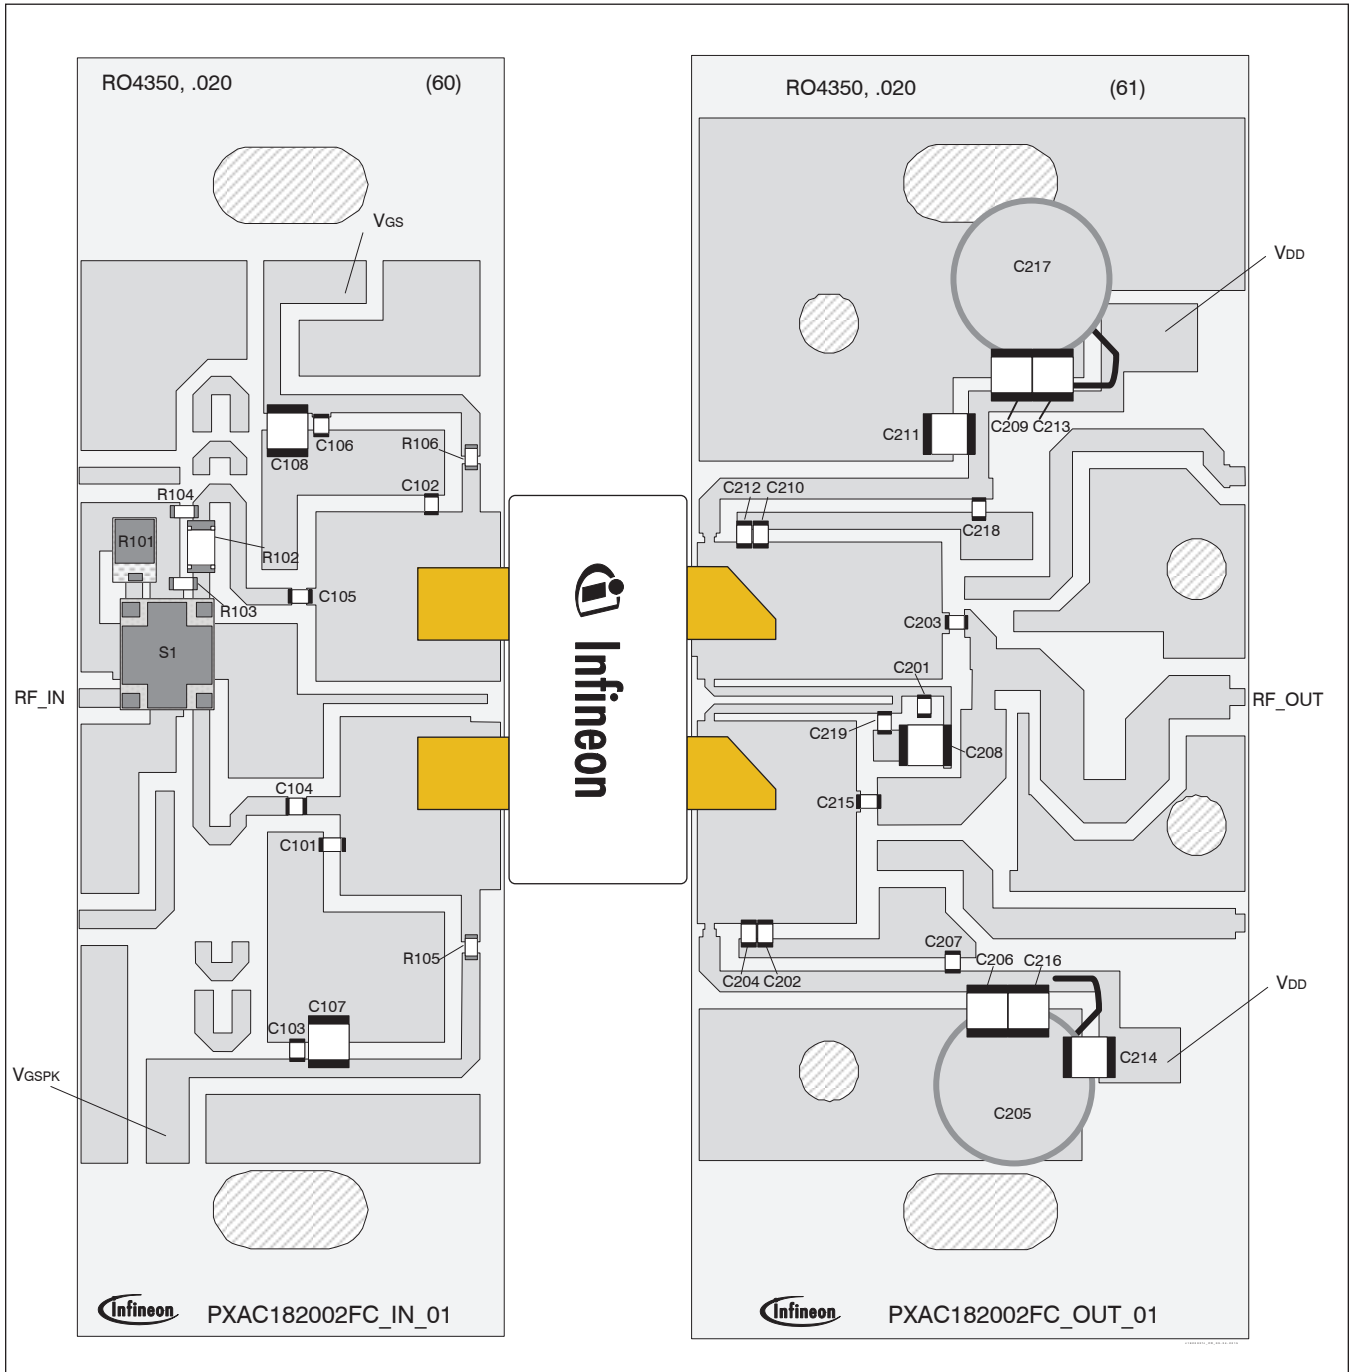 RO4350, .020 (60)
RO4350, .020 (61)
VGS
C217
VDD
C209 C213
C211
C106
C108
R106
C102
C212 C210
R104
C218
R101
R102
C105
R103
C203
S1
C201
RF_IN
Infineon
RF_OUT
C219
C208
C104
C215
C101
R105
C207
C206 C216
C204 C202
VDD
C107
C103
C214
VGSPK
C205
Infineon
PXAC182002FC_IN_01
Infineon
PXAC182002FC_OUT_01